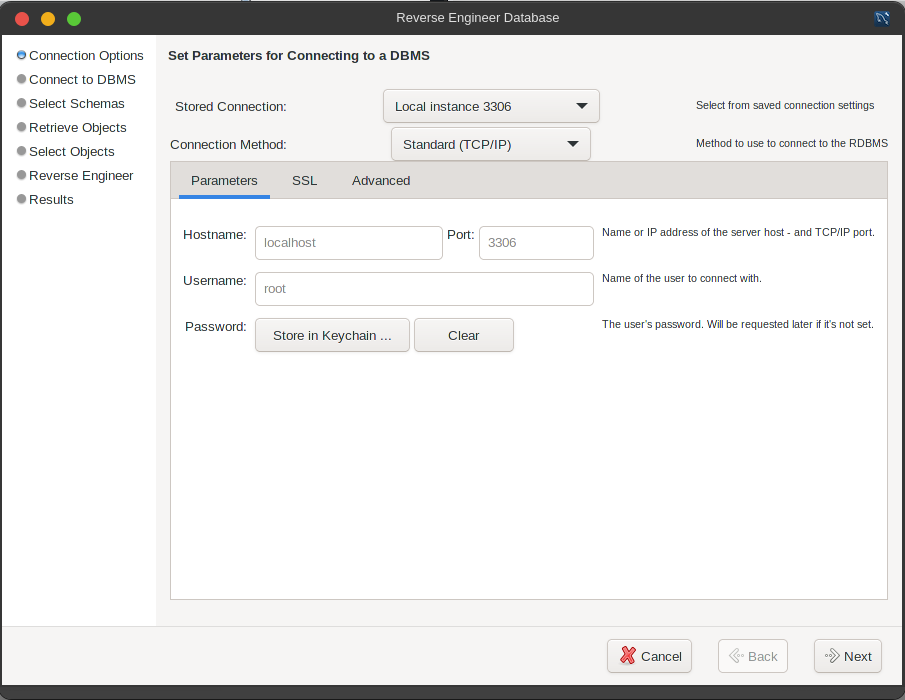 Reverse Engineer Database
Connection Options
Connect to DBMS
Select Schemas
Retrieve Objects
Select Objects
Reverse Engineer
Results
Set Parameters for Connecting to a DBMS
Stored Connection: Local instance 3306 Select from saved connection settings
Connection Method: Standard (TCP/IP) Method to use to connect to the RDBMS
Parameters SSL Advanced
Hostname: localhost Port: 3306 Name or IP address of the server host - and TCP/IP port.
Username: root Name of the user to connect with.
Password: Store in Keychain ... Clear The user's password. Will be requested later if it's not set.
Cancel Back Next